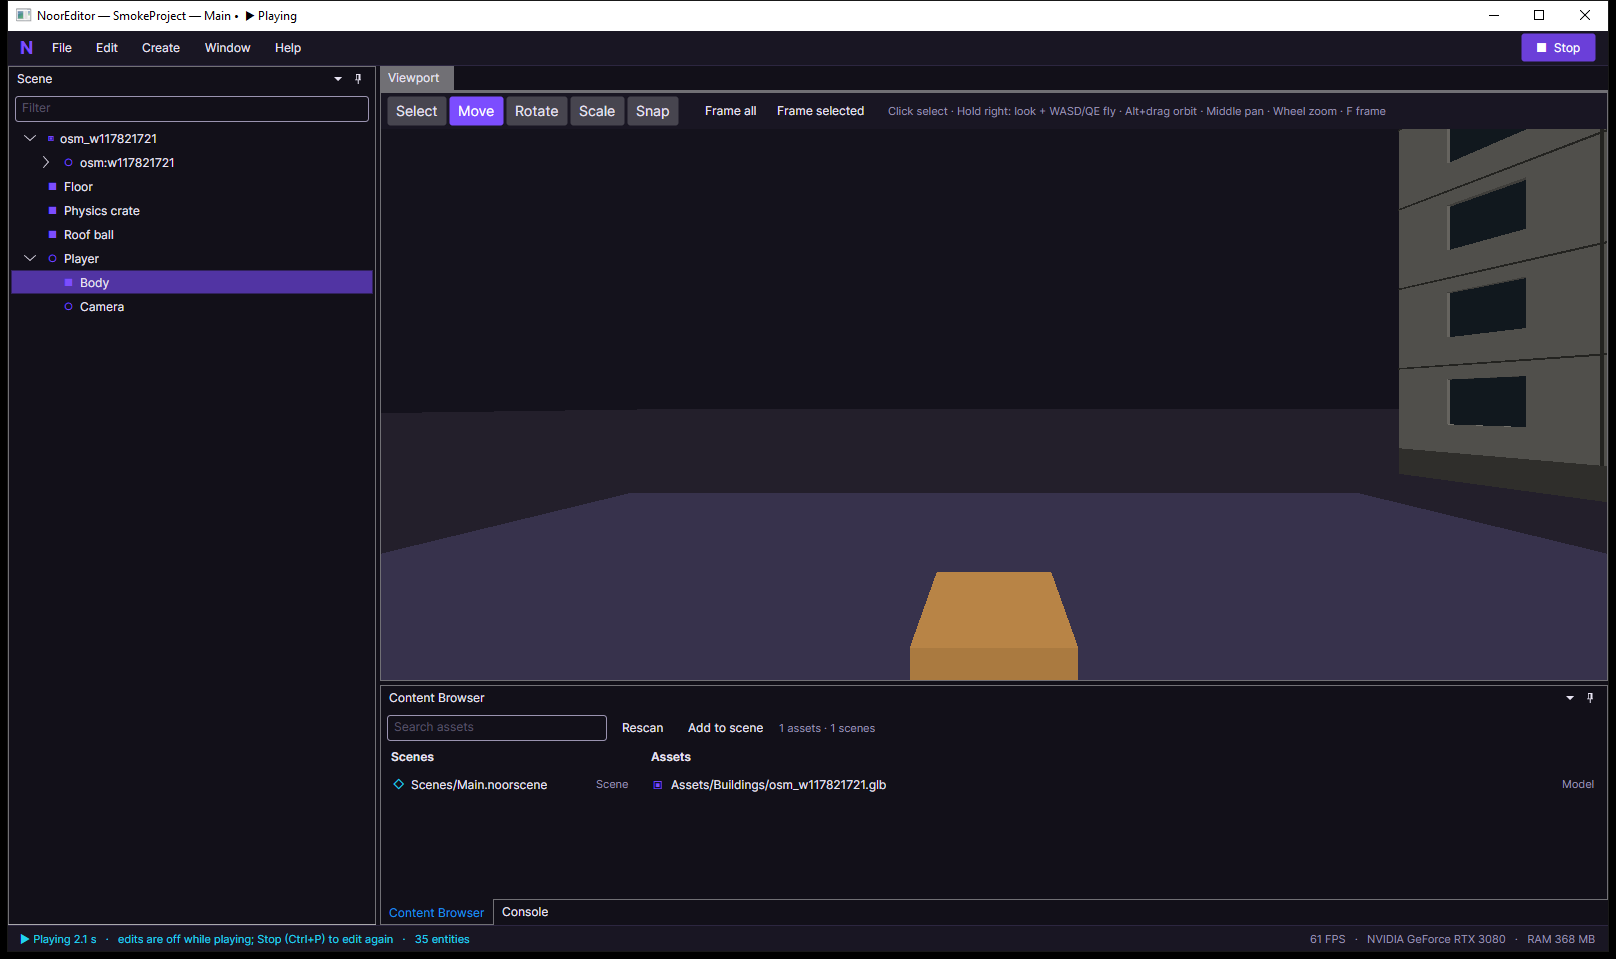 NoorEditor — SmokeProject — Main • ▶ Playing
N File Edit Create Window Help
Stop
Scene
Filter
osm_w117821721
osm:w117821721
Floor
Physics crate
Roof ball
Player
Body
Camera
Viewport
Select Move Rotate Scale Snap Frame all Frame selected Click select · Hold right: look + WASD/QE fly · Alt+drag orbit · Middle pan · Wheel zoom · F frame
Content Browser
Search assets Rescan Add to scene 1 assets · 1 scenes
Scenes Assets
Scenes/Main.noorscene Scene Assets/Buildings/osm_w117821721.glb Model
Content Browser Console
▶ Playing 2.1 s · edits are off while playing; Stop (Ctrl+P) to edit again · 35 entities
61 FPS · NVIDIA GeForce RTX 3080 · RAM 368 MB